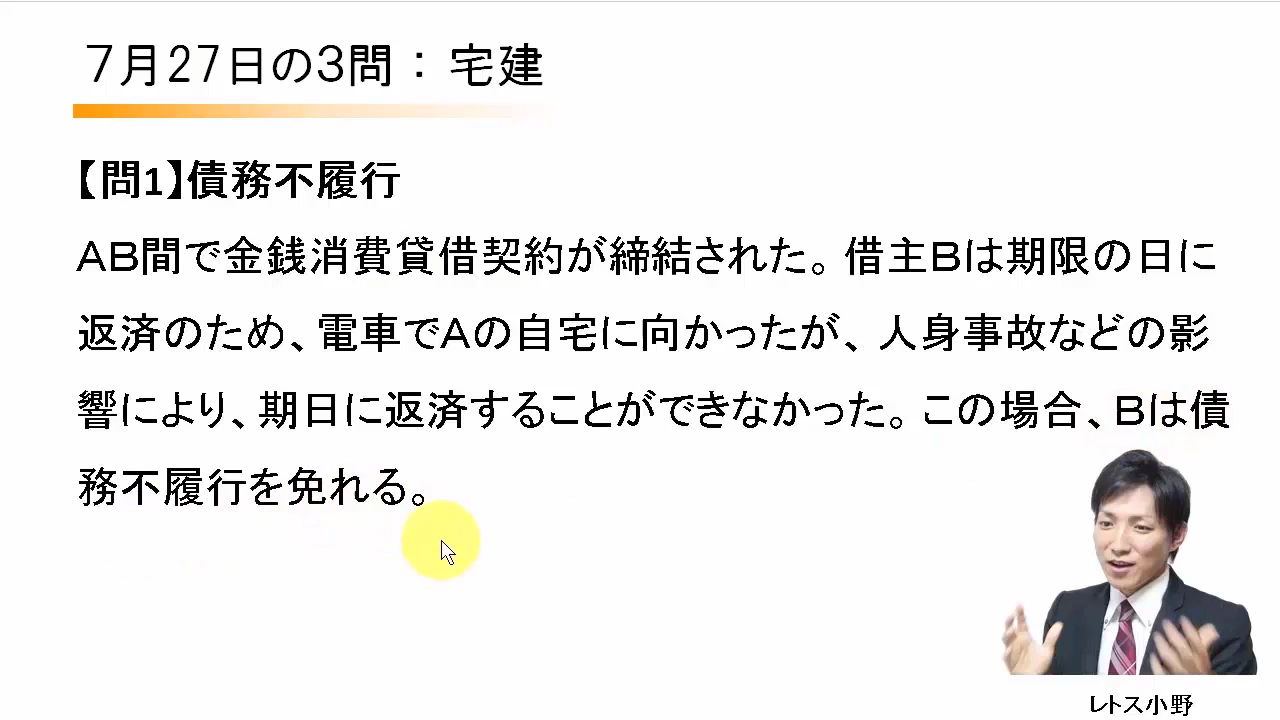 7月27日の3問：宅建
【問1】債務不履行
ＡＢ間で金銭消費貸借契約が締結された。借主Ｂは期限の日に
返済のため、電車でＡの自宅に向かったが、人身事故などの影
響により、期日に返済することができなかった。この場合、Ｂは債
務不履行を免れる。
レトス小野